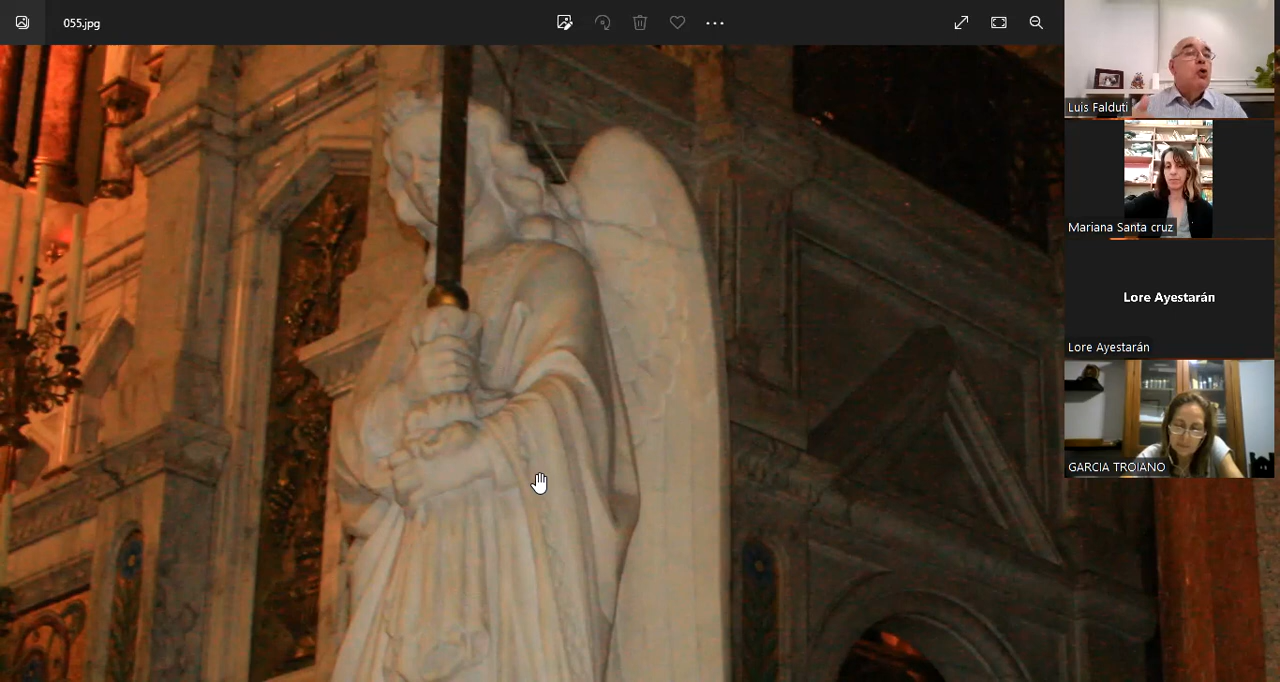 055.jpg
Luis Falduti
Mariana Santa cruz
Lore Ayestarán
Lore Ayestarán
GARCIA TROIANO